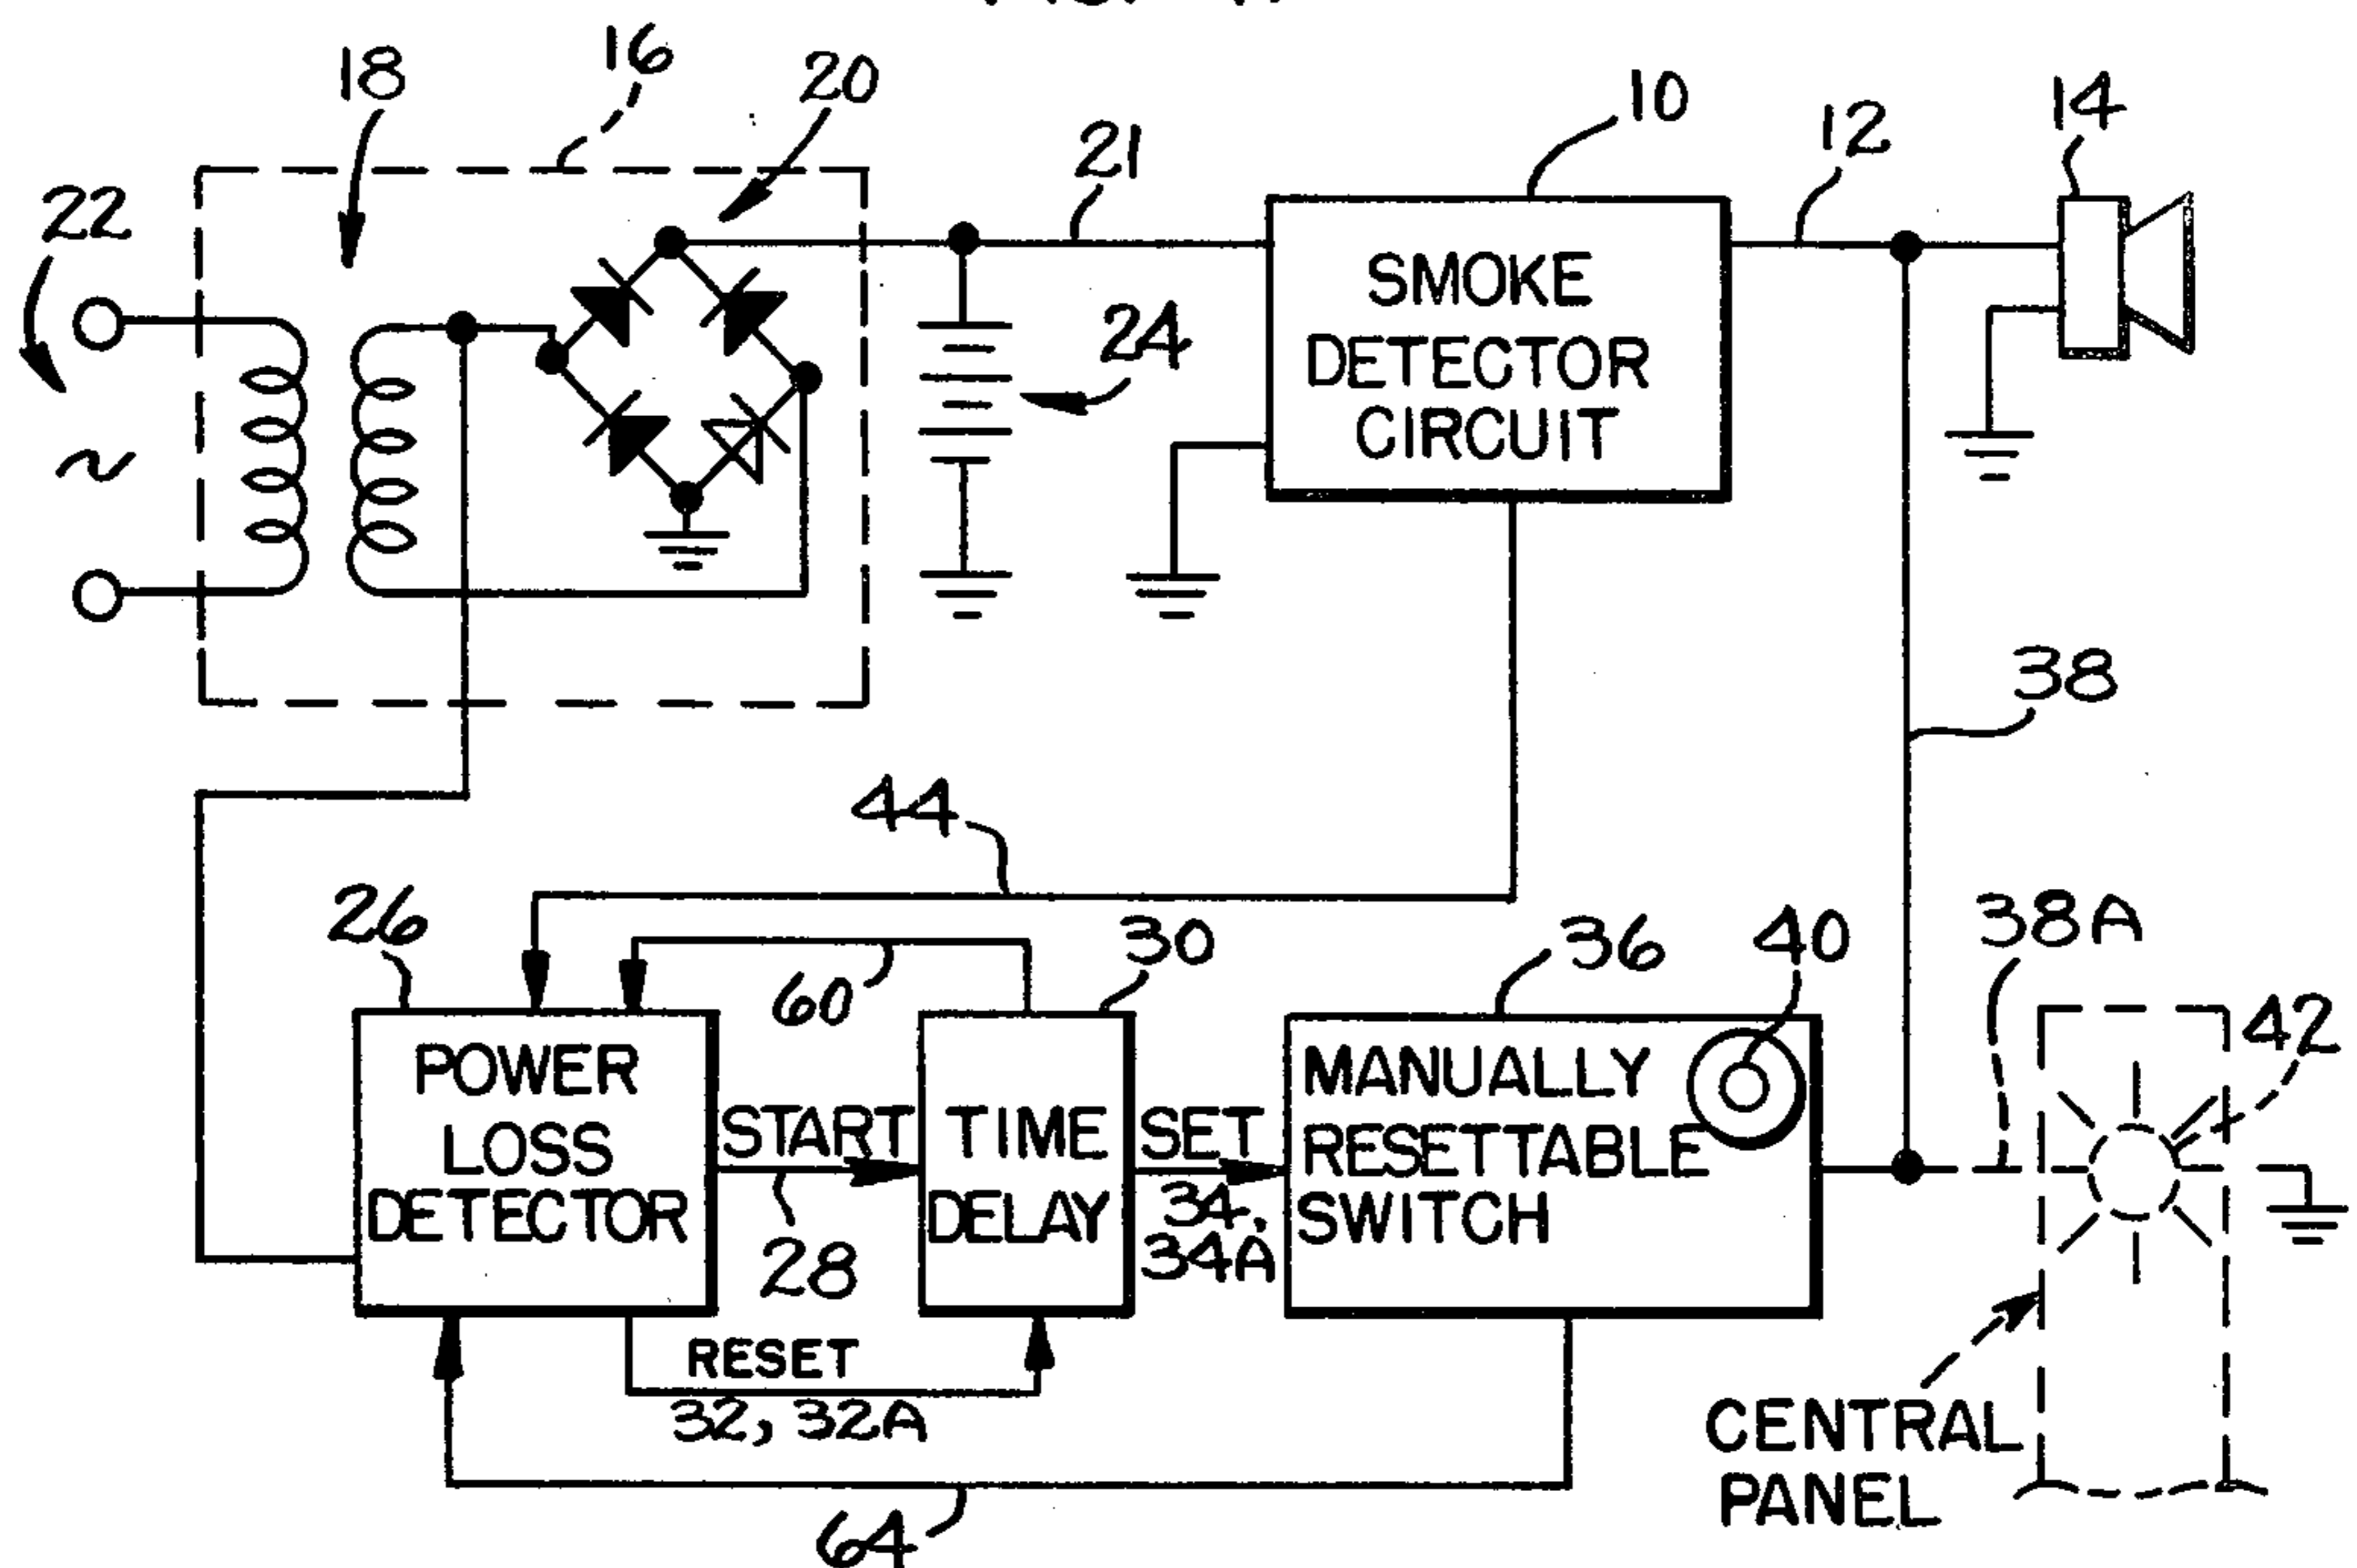 18
16
20
21
10
12
14
22
24
SMOKE
DETECTOR
CIRCUIT
38
44
26
60
30
36
40
38A
42
POWER
LOSS
DETECTOR
START
28
TIME
DELAY
SET
34,
34A
MANUALLY
RESETTABLE
SWITCH
RESET
32, 32A
CENTRAL
PANEL
64